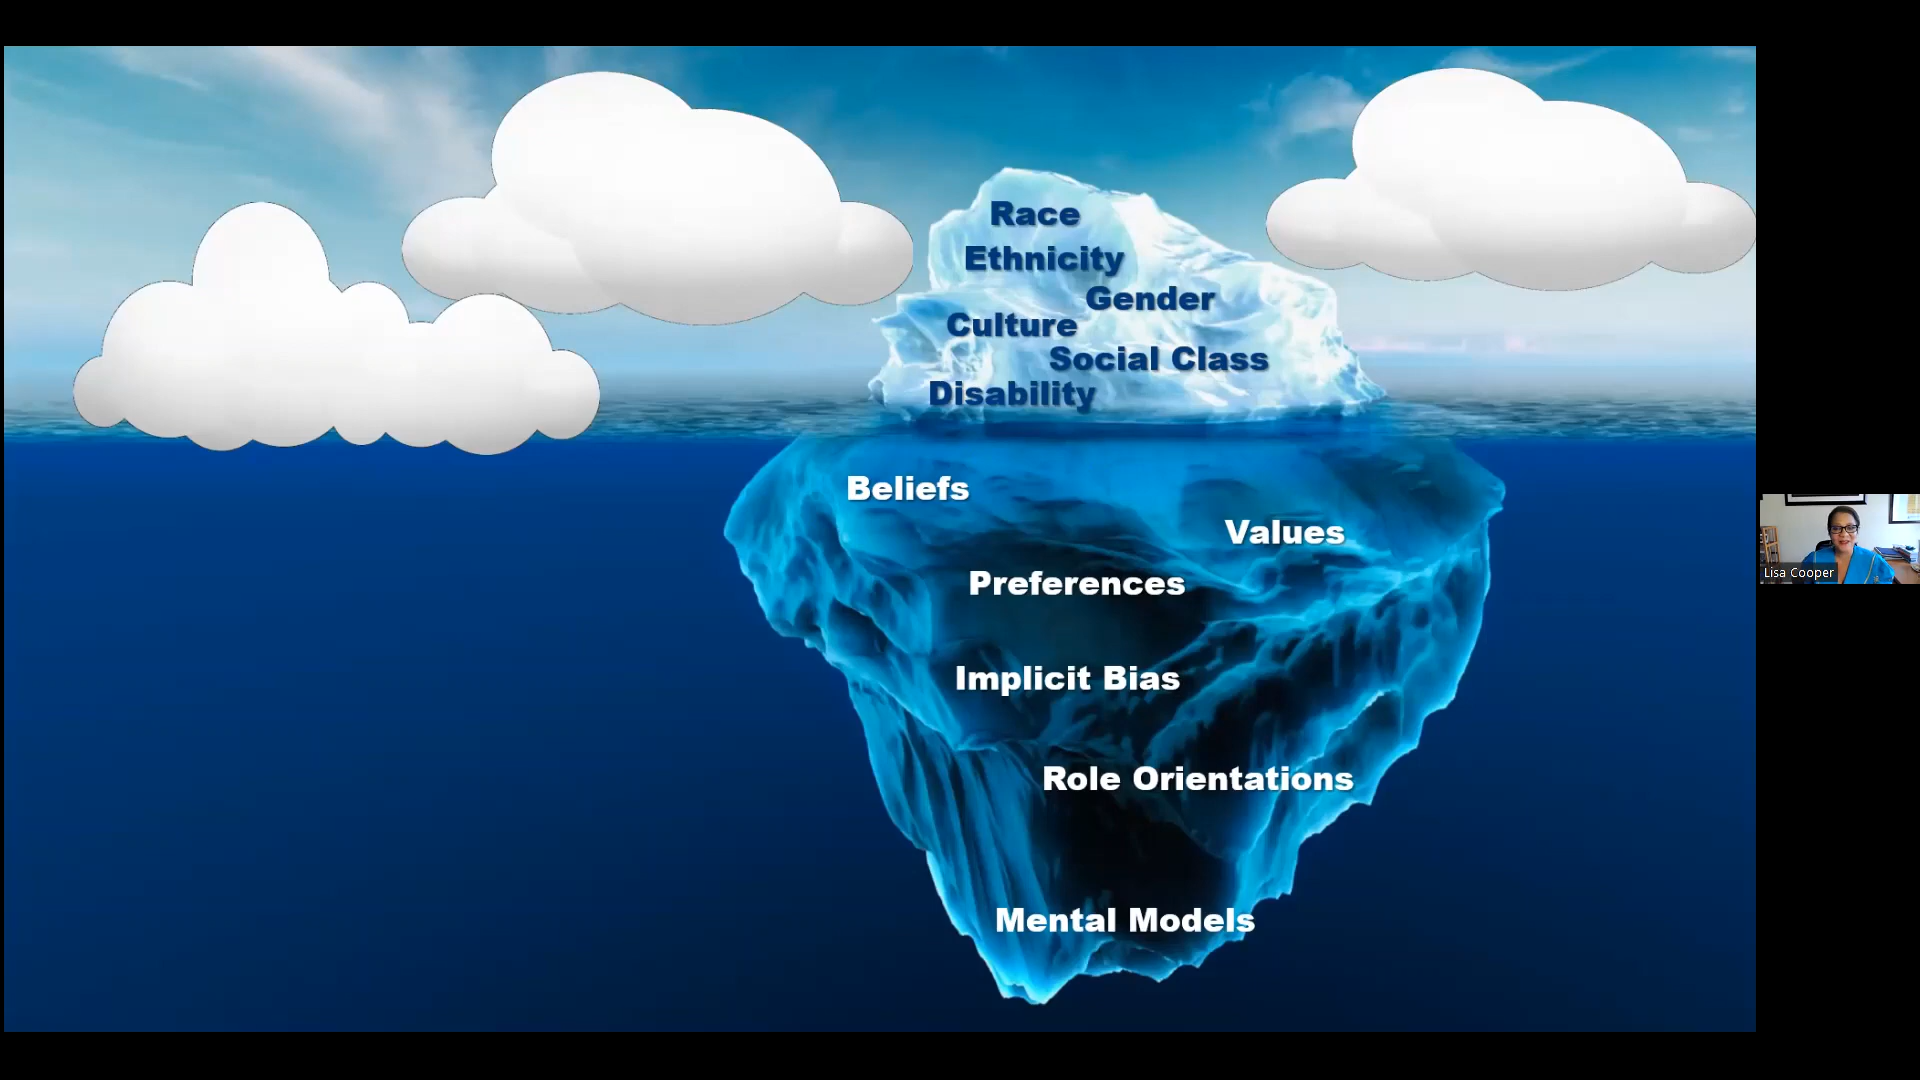 Race
Ethnicity
Gender
Culture
Social Class
Disability
Beliefs
Values
Preferences
Implicit Bias
Role Orientations
Mental Models
Lisa Cooper